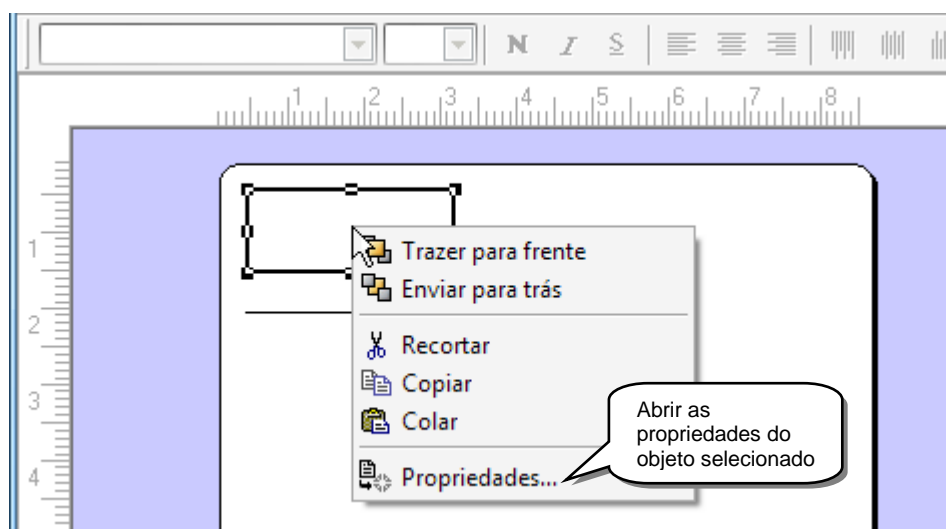 N I S
1 2 3 4 5 6 7 8
1
2
3
4
Trazer para frente
Enviar para trás
Recortar
Copiar
Colar
Propriedades...
Abrir as
propriedades do
objeto selecionado